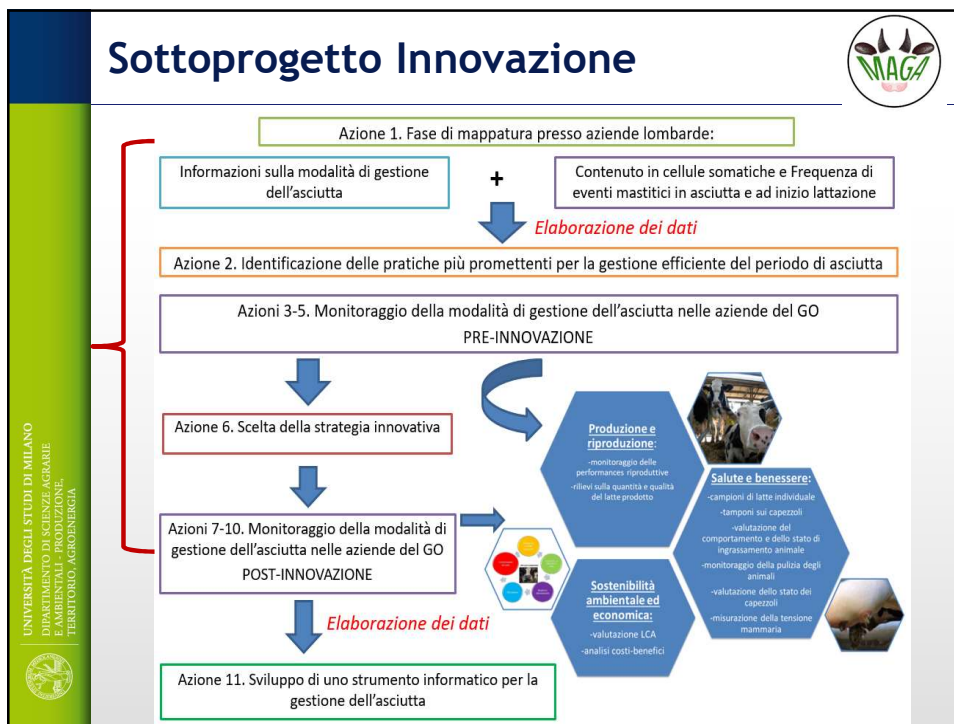 Sottoprogetto Innovazione
MAGA
Azione 1. Fase di mappatura presso aziende lombarde:
Informazioni sulla modalità di gestione
dell'asciutta
+
Contenuto in cellule somatiche e Frequenza di
eventi mastitici in asciutta e ad inizio lattazione
Elaborazione dei dati
Azione 2. Identificazione delle pratiche più promettenti per la gestione efficiente del periodo di asciutta
Azioni 3-5. Monitoraggio della modalità di gestione dell'asciutta nelle aziende del GO
PRE-INNOVAZIONE
Azione 6. Scelta della strategia innovativa
Azioni 7-10. Monitoraggio della modalità di
gestione dell'asciutta nelle aziende del GO
POST-INNOVAZIONE
Produzione e
riproduzione:
-monitoraggio delle
performances riproduttive
-rilievi sulla quantità e qualità
del latte prodotto
Salute e benessere:
-campioni di latte individuale
-tamponi sui capezzoli
-valutazione del
comportamento e dello stato di
ingrassamento animale
-monitoraggio della pulizia degli
animali
-valutazione dello stato dei
capezzoli
-misurazione della tensione
mammaria
Sostenibilità
ambientale ed
economica:
-valutazione LCA
-analisi costi-benefici
Elaborazione dei dati
Azione 11. Sviluppo di uno strumento informatico per la
gestione dell'asciutta
UNIVERSITÀ DEGLI STUDI DI MILANO
DIPARTIMENTO DI SCIENZE AGRARIE
E AMBIENTALI - PRODUZIONE,
TERRITORIO, AGROENERGIA